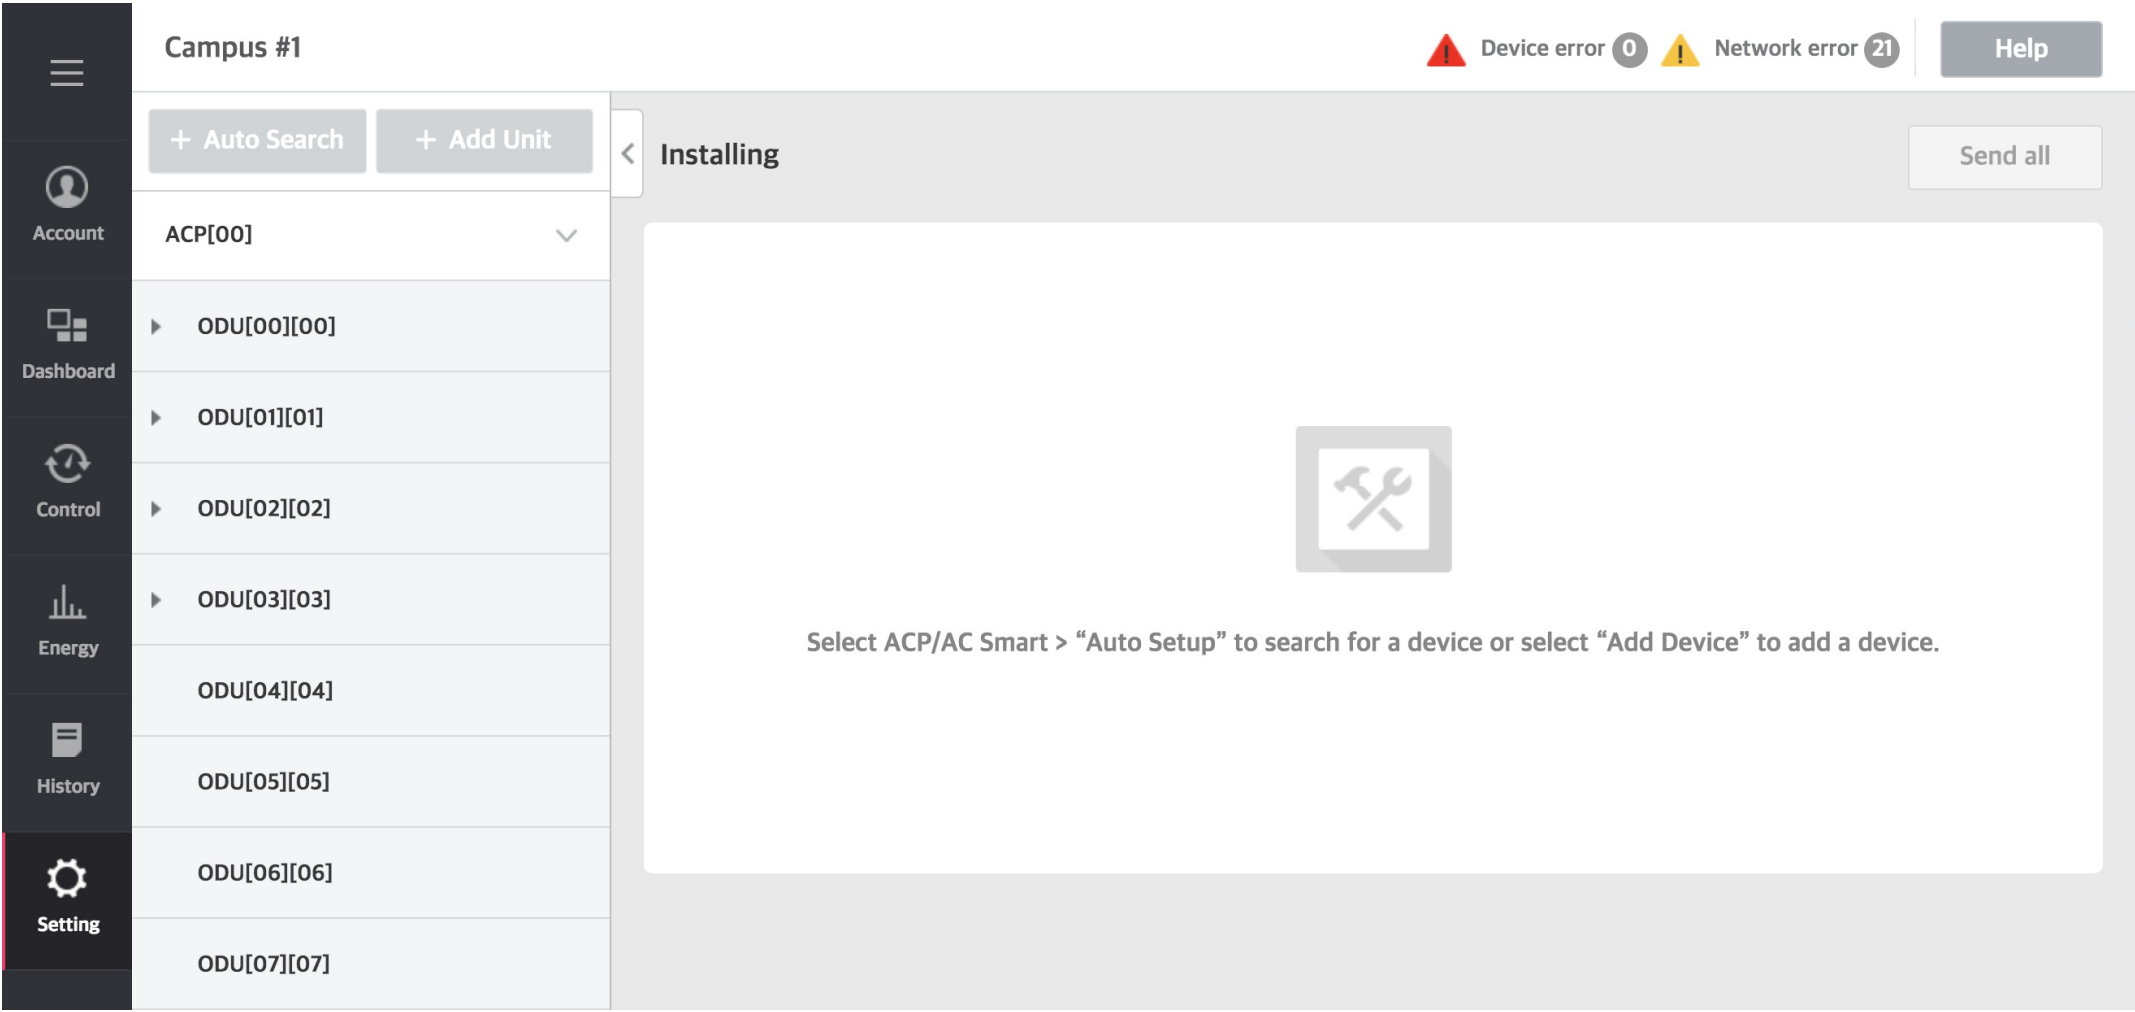 Campus #1
Device error 0
Network error 21
Help
+ Auto Search
+ Add Unit
Installing
Send all
Account
Dashboard
Control
Energy
History
Setting
ACP[00]
ODU[00][00]
ODU[01][01]
ODU[02][02]
ODU[03][03]
ODU[04][04]
ODU[05][05]
ODU[06][06]
ODU[07][07]
Select ACP/AC Smart > “Auto Setup” to search for a device or select “Add Device” to add a device.